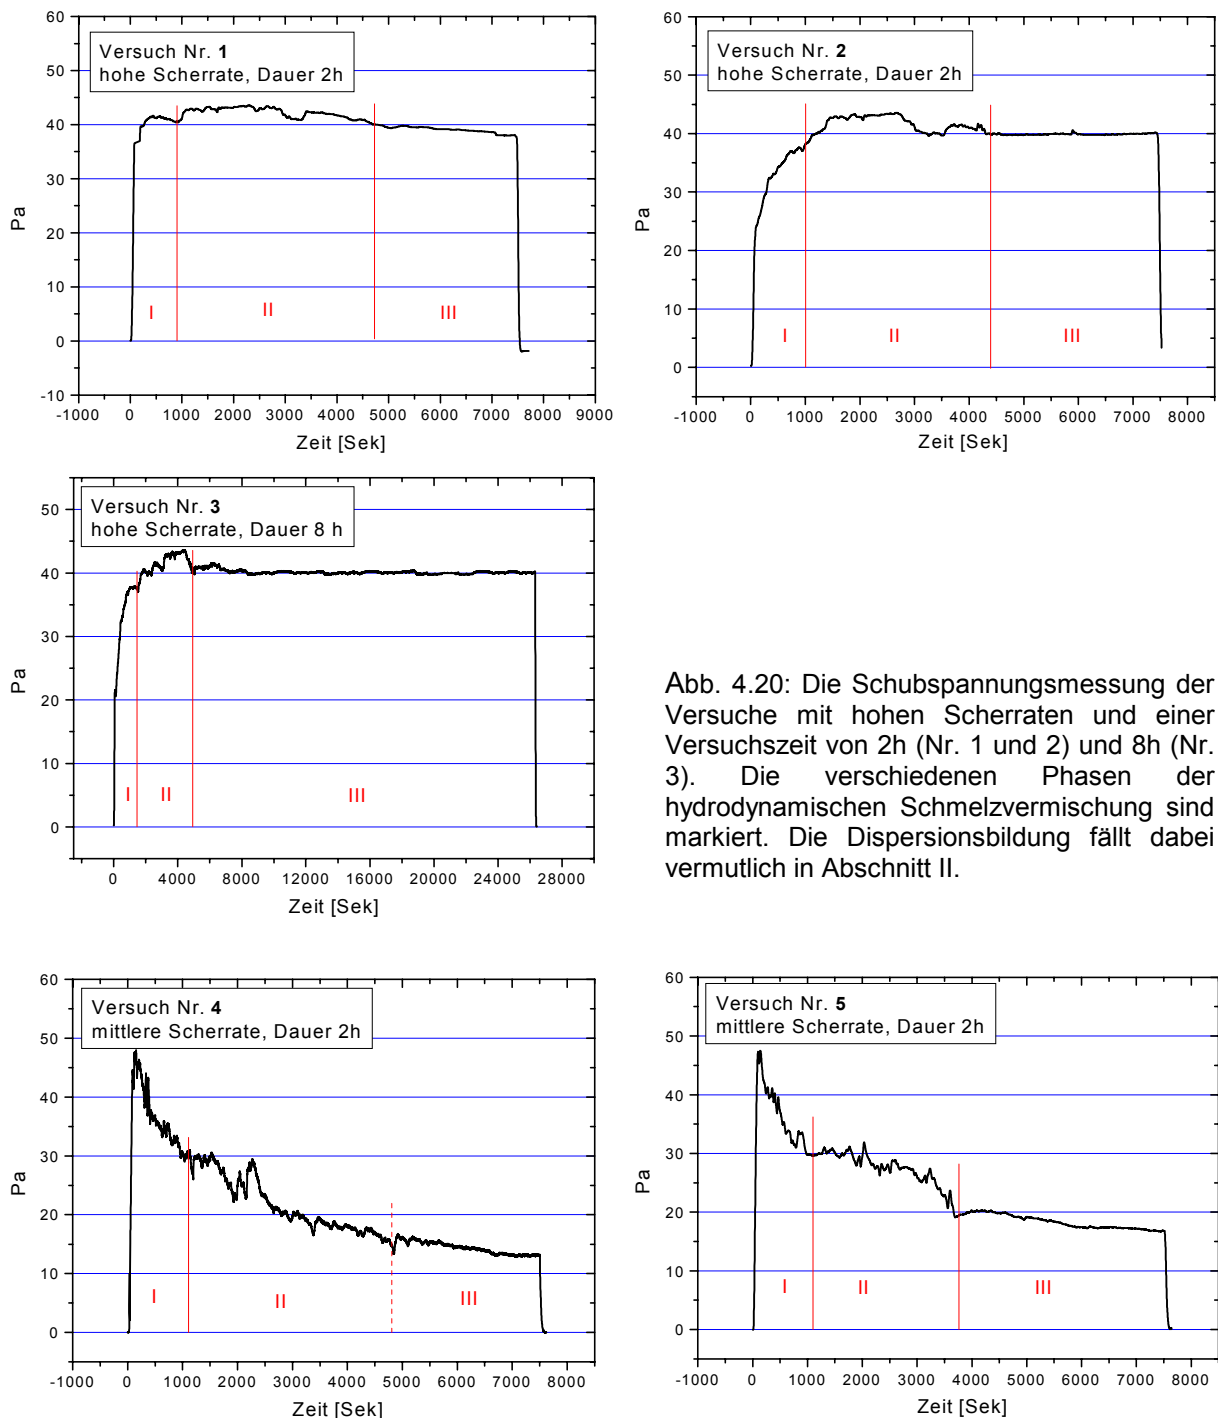 Versuch Nr. 1
hohe Scherrate, Dauer 2h
60
50
40
30
20
10
0
-10
Pa
I
II
III
-1000 0 1000 2000 3000 4000 5000 6000 7000 8000 9000
Zeit [Sek]
Versuch Nr. 2
hohe Scherrate, Dauer 2h
60
50
40
30
20
10
0
Pa
I
II
III
-1000 0 1000 2000 3000 4000 5000 6000 7000 8000
Zeit [Sek]
Versuch Nr. 3
hohe Scherrate, Dauer 8 h
50
40
30
20
10
0
Pa
I
II
III
0 4000 8000 12000 16000 20000 24000 28000
Zeit [Sek]
Abb. 4.20: Die Schubspannungsmessung der
Versuche mit hohen Scherraten und einer
Versuchszeit von 2h (Nr. 1 und 2) und 8h (Nr.
3). Die verschiedenen Phasen der
hydrodynamischen Schmelzvermischung sind
markiert. Die Dispersionsbildung fällt dabei
vermutlich in Abschnitt II.
Versuch Nr. 4
mittlere Scherrate, Dauer 2h
60
50
40
30
20
10
0
Pa
I
II
III
-1000 0 1000 2000 3000 4000 5000 6000 7000 8000
Zeit [Sek]
Versuch Nr. 5
mittlere Scherrate, Dauer 2h
60
50
40
30
20
10
0
Pa
I
II
III
-1000 0 1000 2000 3000 4000 5000 6000 7000 8000
Zeit [Sek]